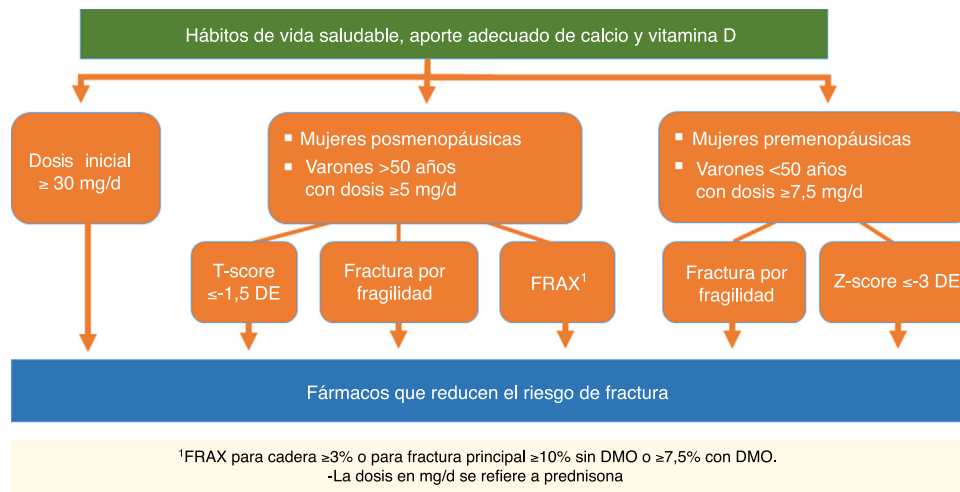 Hábitos de vida saludable, aporte adecuado de calcio y vitamina D
Dosis inicial
≥ 30 mg/d
▪ Mujeres posmenopáusicas
▪ Varones >50 años
con dosis ≥5 mg/d
▪ Mujeres premenopáusicas
▪ Varones <50 años
con dosis ≥7,5 mg/d
T-score
≤-1,5 DE
Fractura por
fragilidad
FRAX¹
Fractura por
fragilidad
Z-score ≤-3 DE
Fármacos que reducen el riesgo de fractura
¹FRAX para cadera ≥3% o para fractura principal ≥10% sin DMO o ≥7,5% con DMO.
-La dosis en mg/d se refiere a prednisona